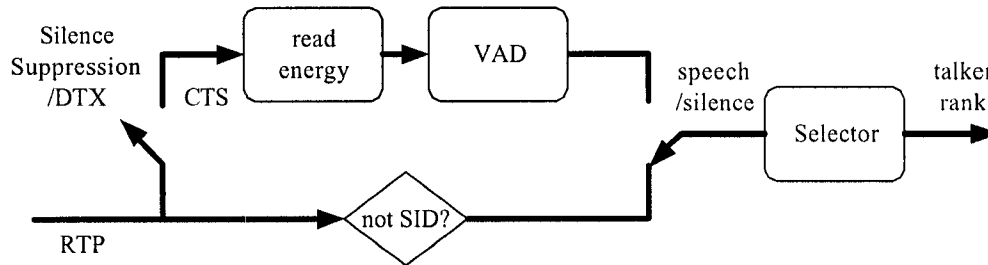 Silence
Suppression
/DTX
CTS
read
energy
VAD
speech
/silence
Selector
talker
rank
not SID?
RTP